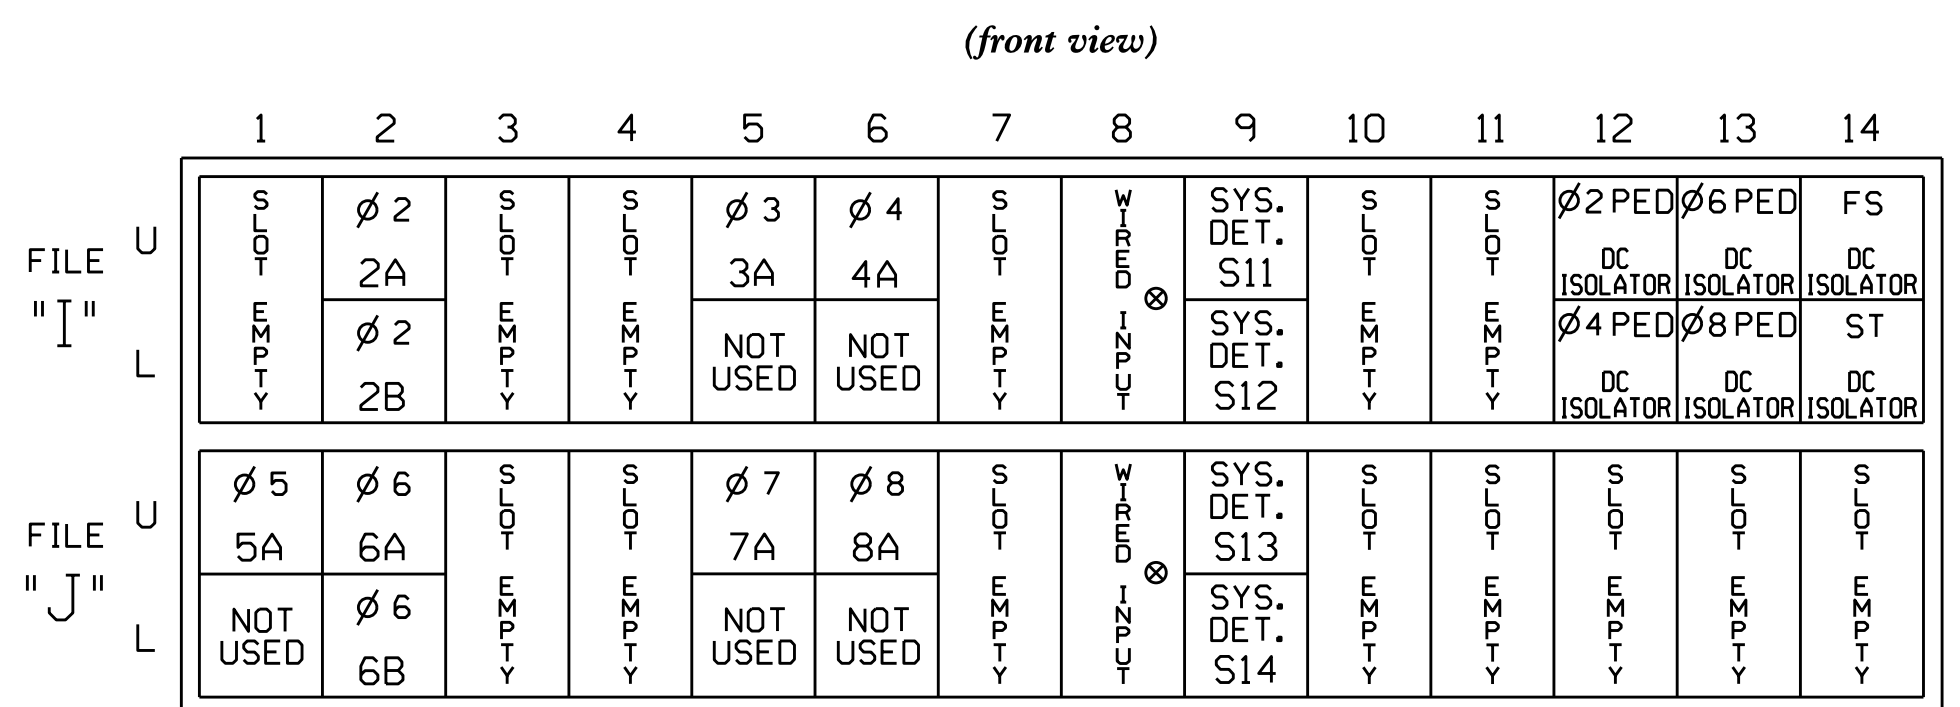 (front view)
1 2 3 4 5 6 7 8 9 10 11 12 13 14
FILE
"I"
U
L
SLOT EMPTY
Ø 2
2A
Ø 2
2B
SLOT EMPTY
SLOT EMPTY
Ø 3
3A
NOT
USED
Ø 4
4A
NOT
USED
SLOT EMPTY
WIRED INPUT
SYS.
DET.
S11
SYS.
DET.
S12
SLOT EMPTY
SLOT EMPTY
Ø2 PED
DC
ISOLATOR
Ø4 PED
DC
ISOLATOR
Ø6 PED
DC
ISOLATOR
Ø8 PED
DC
ISOLATOR
FS
DC
ISOLATOR
ST
DC
ISOLATOR
FILE
"J"
U
L
Ø 5
5A
NOT
USED
Ø 6
6A
Ø 6
6B
SLOT EMPTY
SLOT EMPTY
Ø 7
7A
NOT
USED
Ø 8
8A
NOT
USED
SLOT EMPTY
WIRED INPUT
SYS.
DET.
S13
SYS.
DET.
S14
SLOT EMPTY
SLOT EMPTY
SLOT EMPTY
SLOT EMPTY
SLOT EMPTY